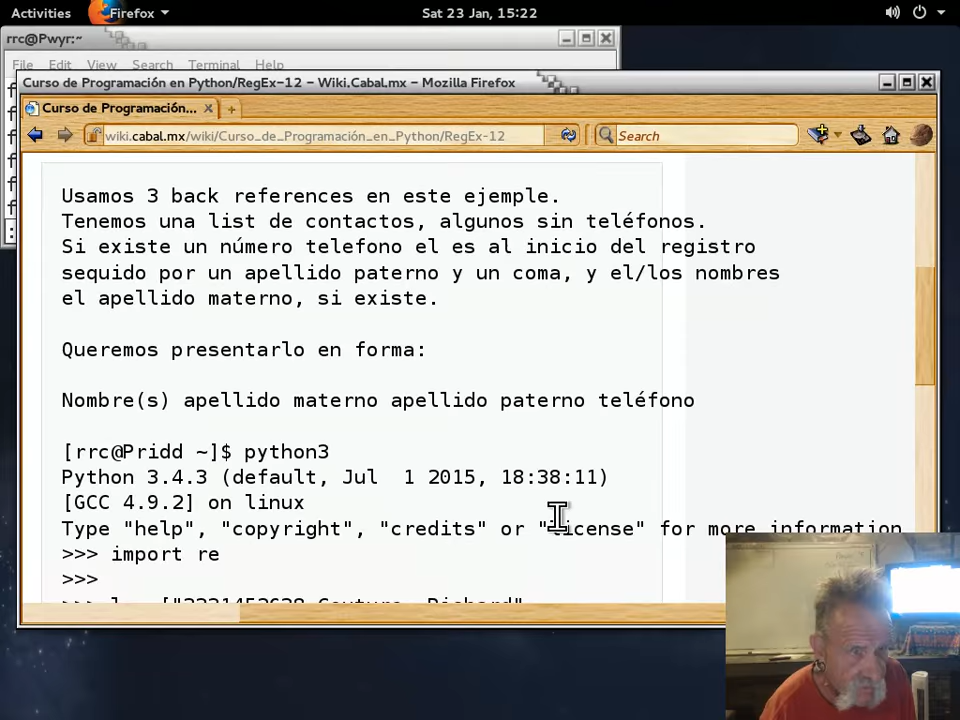 Activities Firefox Sat 23 Jan, 15:22
rrc@Pwyr:~
File Edit View Search Terminal Help
Curso de Programación en Python/RegEx-12 – Wiki.Cabal.mx – Mozilla Firefox
Curso de Programación...
wiki.cabal.mx/wiki/Curso_de_Programación_en_Python/RegEx-12 Search
Usamos 3 back references en este ejemplo.
Tenemos una list de contactos, algunos sin teléfonos.
Si existe un número telefono el es al inicio del registro
sequido por un apellido paterno y un coma, y el/los nombres
el apellido materno, si existe.
Queremos presentarlo en forma:
Nombre(s) apellido materno apellido paterno teléfono
[rrc@Pridd ~]$ python3
Python 3.4.3 (default, Jul 1 2015, 18:38:11)
[GCC 4.9.2] on linux
Type "help", "copyright", "credits" or "license" for more information
>>> import re
>>>